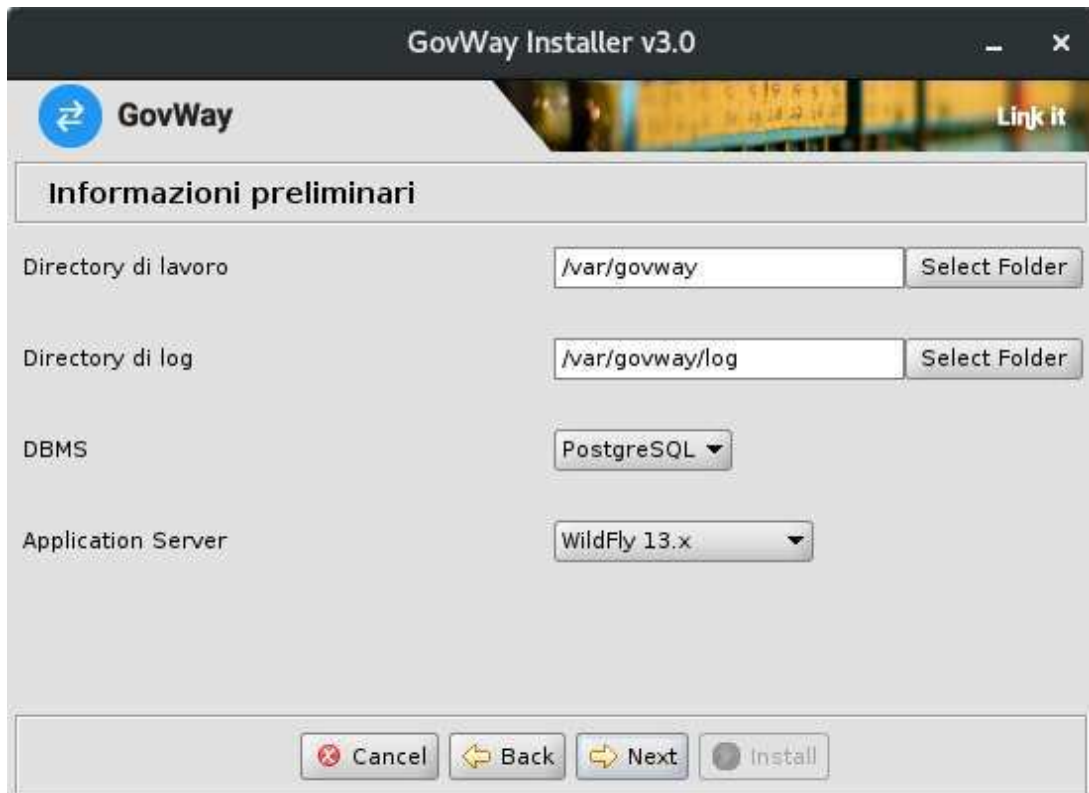 GovWay Installer v3.0
GovWay
Link it
Informazioni preliminari
Directory di lavoro /var/govway Select Folder
Directory di log /var/govway/log Select Folder
DBMS PostgreSQL
Application Server WildFly 13.x
Cancel Back Next Install